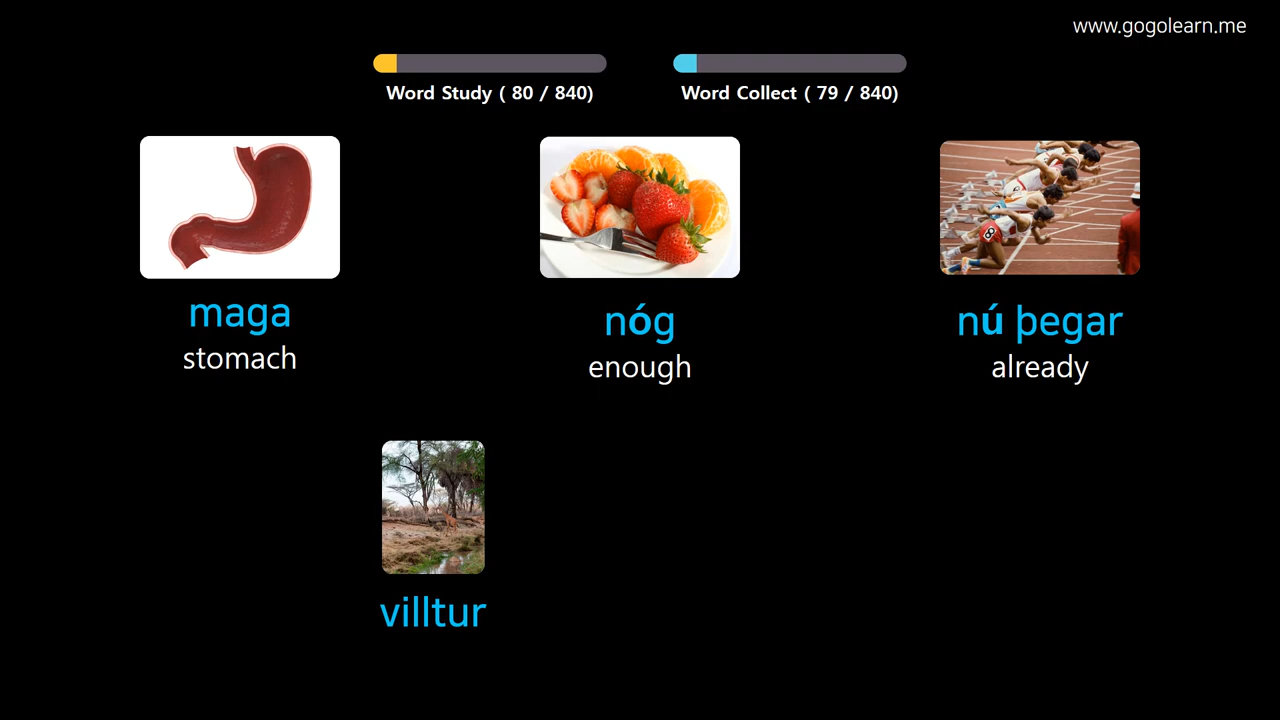 www.gogolearn.me
Word Study ( 80 / 840)
Word Collect ( 79 / 840)
maga
stomach
nóg
enough
nú þegar
already
villtur